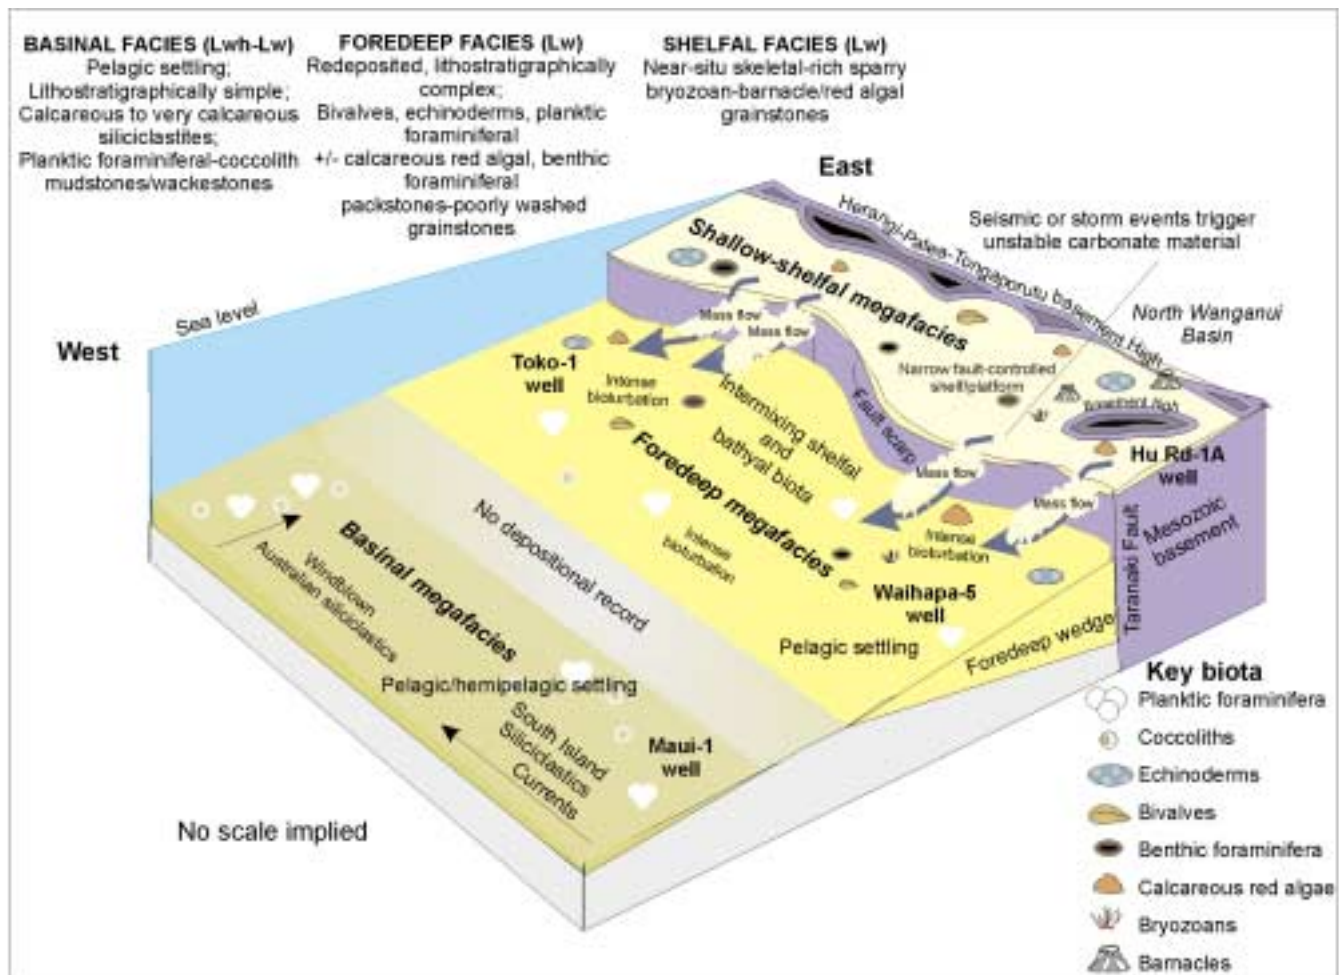 BASINAL FACIES (Lwh-Lw)
Pelagic settling;
Lithostratigraphically simple;
Calcareous to very calcareous
siliciclastites;
Planktic foraminiferal-coccolith
mudstones/wackestones
FOREDEEP FACIES (Lw)
Redeposited, lithostratigraphically
complex;
Bivalves, echinoderms, planktic
foraminiferal
+/- calcareous red algal, benthic
foraminiferal
packstones-poorly washed
grainstones
SHELFAL FACIES (Lw)
Near-situ skeletal-rich sparry
bryozoan-barnacle/red algal
grainstones
East
Herangi-Patea-Tongaporutu basement High
Seismic or storm events trigger
unstable carbonate material
North Wanganui
Basin
Shallow-shelfal megafacies
Sea level
West
Mass flow
Mass flow
Narrow fault-controlled
shelf/platform
basement high
Toko-1
well
Intense
bioturbation
Intermixing shelfal
and
bathyal biota
Fault scarp
Mass flow
Mass flow
Hu Rd-1A
well
Foredeep megafacies
Intense
bioturbation
Intense
bioturbation
Taranaki Fault
Mesozoic
basement
No depositional record
Waihapa-5
well
Pelagic settling
Foredeep wedge
Basinal megafacies
Windblown
Australian siliciclastics
Pelagic/hemipelagic settling
South Island
Siliciclastics
Currents
Maui-1
well
No scale implied
Key biota
Planktic foraminifera
Coccoliths
Echinoderms
Bivalves
Benthic foraminifera
Calcareous red algae
Bryozoans
Barnacles